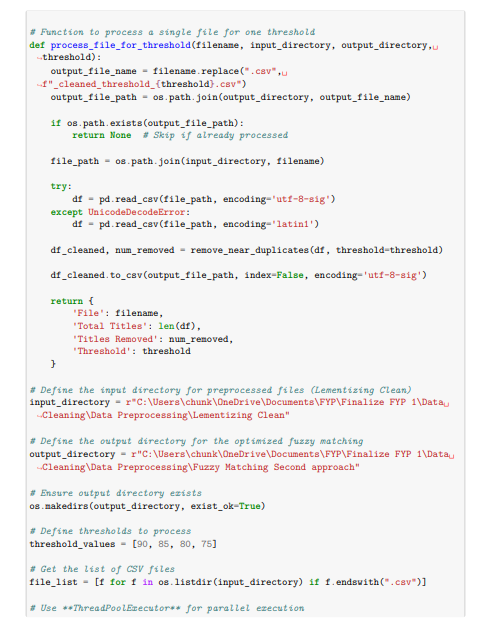 # Function to process a single file for one threshold
def process_file_for_threshold(filename, input_directory, output_directory,␣
↪threshold):
    output_file_name = filename.replace(".csv",␣
↪f"_cleaned_threshold_{threshold}.csv")
    output_file_path = os.path.join(output_directory, output_file_name)

    if os.path.exists(output_file_path):
        return None  # Skip if already processed

    file_path = os.path.join(input_directory, filename)

    try:
        df = pd.read_csv(file_path, encoding='utf-8-sig')
    except UnicodeDecodeError:
        df = pd.read_csv(file_path, encoding='latin1')

    df_cleaned, num_removed = remove_near_duplicates(df, threshold=threshold)

    df_cleaned.to_csv(output_file_path, index=False, encoding='utf-8-sig')

    return {
        'File': filename,
        'Total Titles': len(df),
        'Titles Removed': num_removed,
        'Threshold': threshold
    }

# Define the input directory for preprocessed files (Lementizing Clean)
input_directory = r"C:\Users\chunk\OneDrive\Documents\FYP\Finalize FYP 1\Data␣
↪Cleaning\Data Preprocessing\Lementizing Clean"

# Define the output directory for the optimized fuzzy matching
output_directory = r"C:\Users\chunk\OneDrive\Documents\FYP\Finalize FYP 1\Data␣
↪Cleaning\Data Preprocessing\Fuzzy Matching Second approach"

# Ensure output directory exists
os.makedirs(output_directory, exist_ok=True)

# Define thresholds to process
threshold_values = [90, 85, 80, 75]

# Get the list of CSV files
file_list = [f for f in os.listdir(input_directory) if f.endswith(".csv")]

# Use **ThreadPoolExecutor** for parallel execution